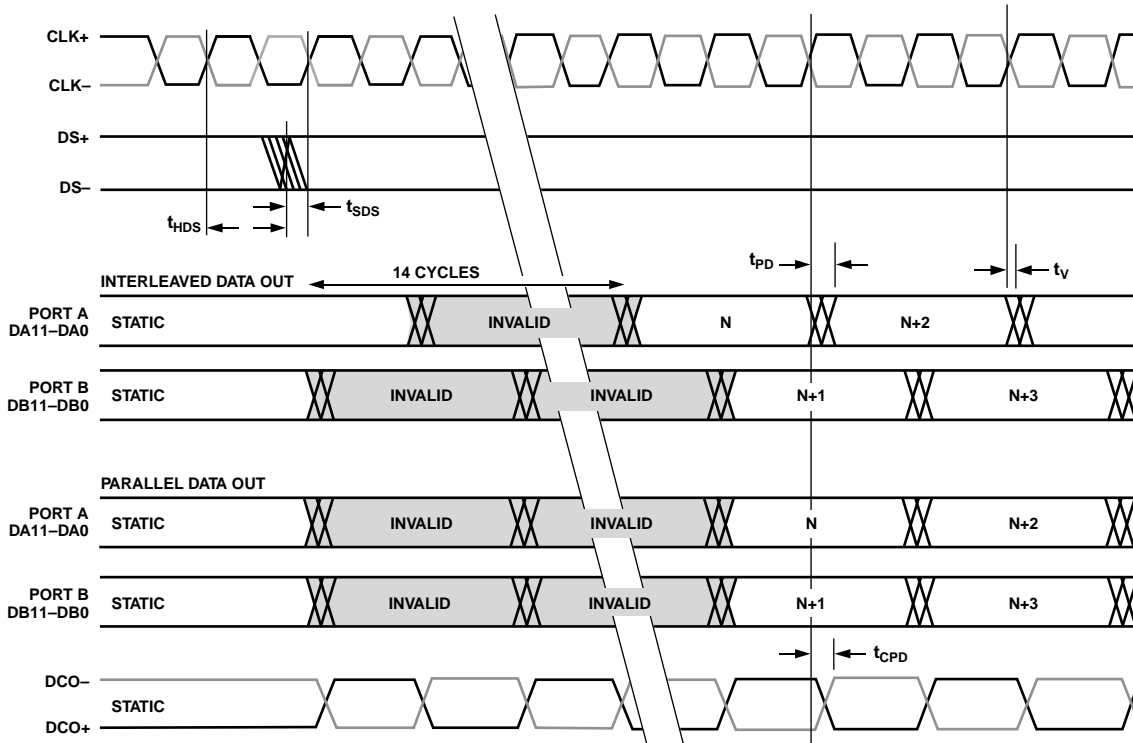 CLK+
CLK–
DS+
DS–
tHDS
tSDS
INTERLEAVED DATA OUT
14 CYCLES
tPD
tV
PORT A
DA11–DA0
STATIC
INVALID
N
N+2
PORT B
DB11–DB0
STATIC
INVALID
INVALID
N+1
N+3
PARALLEL DATA OUT
PORT A
DA11–DA0
STATIC
INVALID
INVALID
N
N+2
PORT B
DB11–DB0
STATIC
INVALID
INVALID
N+1
N+3
tCPD
DCO–
STATIC
DCO+